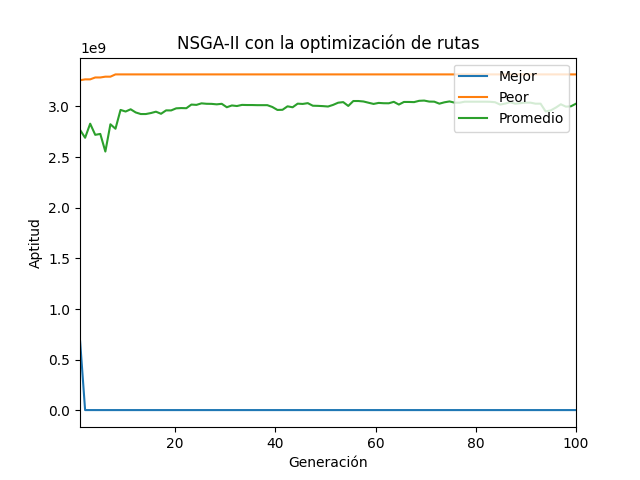 NSGA-II con la optimización de rutas
1e9
Mejor
Peor
Promedio
3.0
2.5
2.0
1.5
1.0
0.5
0.0
Aptitud
20
40
60
80
100
Generación